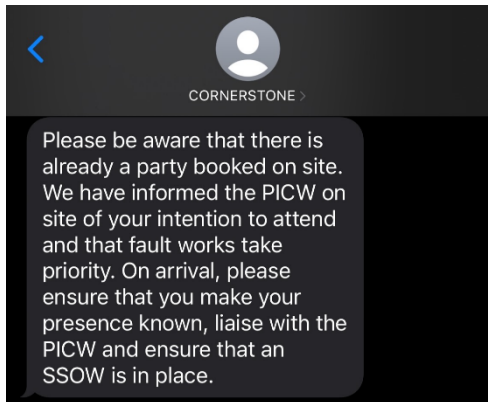 CORNERSTONE
Please be aware that there is
already a party booked on site.
We have informed the PICW on
site of your intention to attend
and that fault works take
priority. On arrival, please
ensure that you make your
presence known, liaise with the
PICW and ensure that an
SSOW is in place.